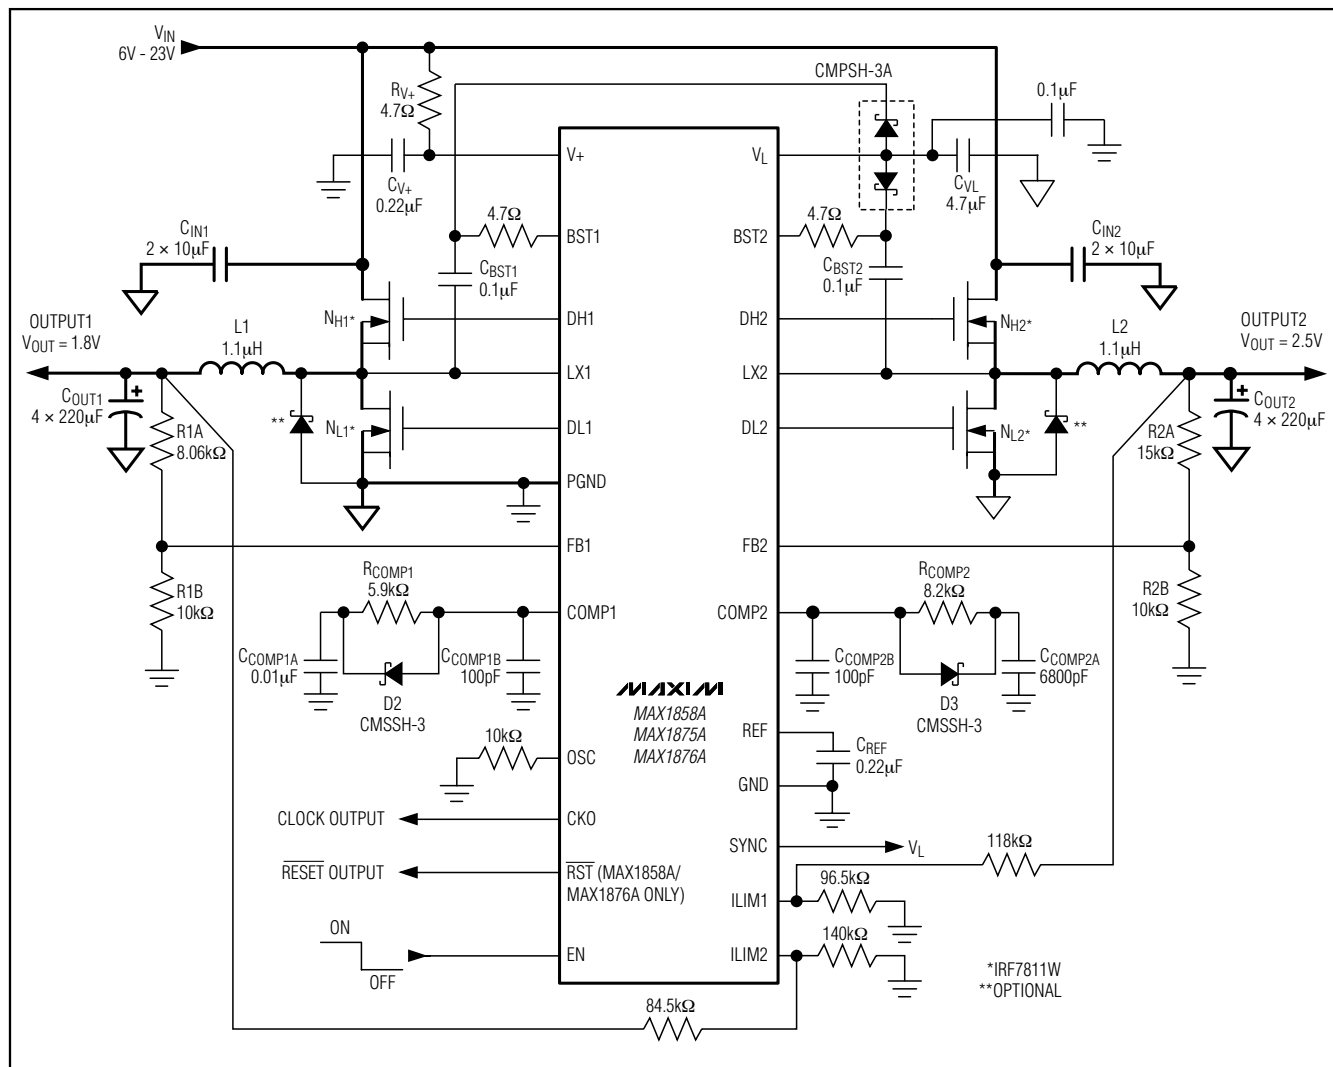 VIN
6V - 23V
RV+
4.7Ω
CMPSH-3A
0.1µF
V+
VL
CV+
0.22µF
CVL
4.7µF
4.7Ω
BST1
BST2
4.7Ω
CIN1
2 × 10µF
CBST1
0.1µF
CBST2
0.1µF
CIN2
2 × 10µF
NH1*
DH1
DH2
NH2*
OUTPUT1
VOUT = 1.8V
L1
1.1µH
LX1
LX2
L2
1.1µH
OUTPUT2
VOUT = 2.5V
COUT1
4 × 220µF
+
R1A
8.06kΩ
**
NL1*
DL1
DL2
NL2*
**
R2A
15kΩ
+
COUT2
4 × 220µF
PGND
FB1
FB2
R1B
10kΩ
RCOMP1
5.9kΩ
COMP1
COMP2
RCOMP2
8.2kΩ
R2B
10kΩ
CCOMP1A
0.01µF
D2
CMSSH-3
CCOMP1B
100pF
CCOMP2B
100pF
D3
CMSSH-3
CCOMP2A
6800pF
MAXIM
MAX1858A
MAX1875A
MAX1876A
10kΩ
OSC
REF
CREF
0.22µF
GND
CLOCK OUTPUT
CKO
SYNC
VL
118kΩ
RESET OUTPUT
RST (MAX1858A/
MAX1876A ONLY)
ILIM1
96.5kΩ
ON
OFF
EN
ILIM2
140kΩ
*IRF7811W
**OPTIONAL
84.5kΩ